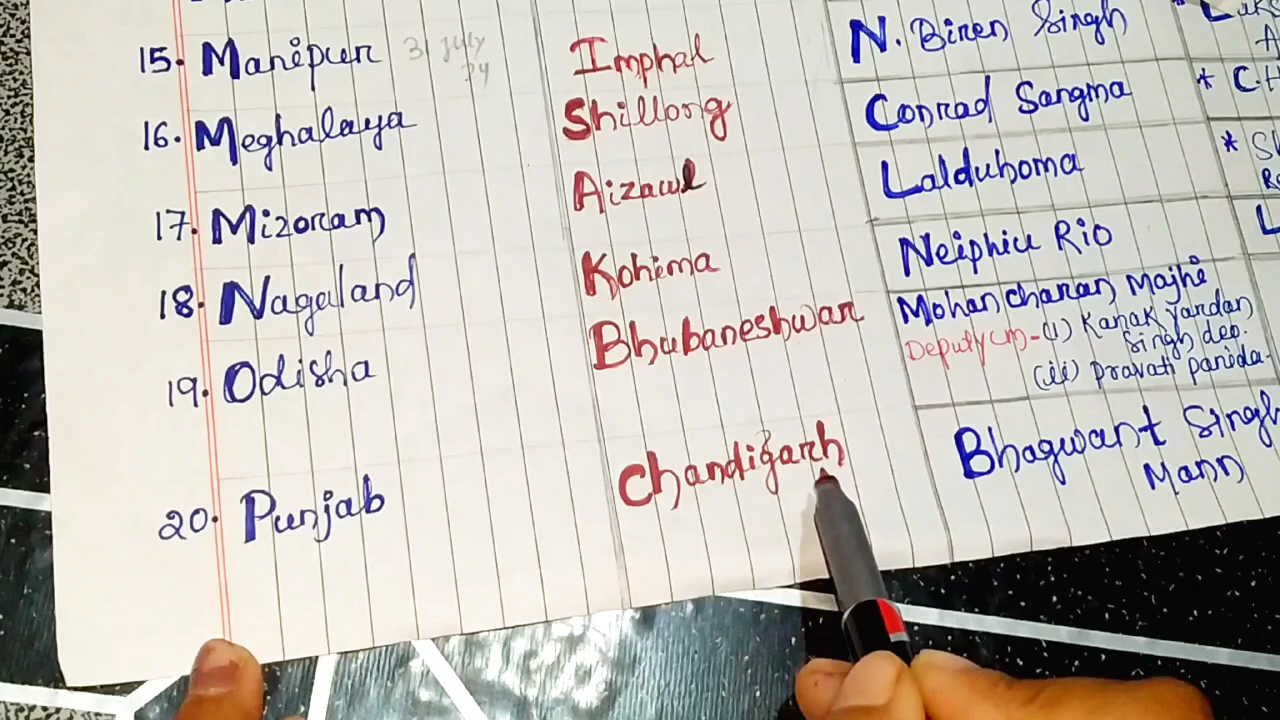 15. Manipur 31 July 24 Imphal N. Biren Singh
16. Meghalaya Shillong Conrad Sangma * C.H
17. Mizoram Aizawl Lalduhoma
18. Nagaland Kohima Neiphiu Rio
19. Odisha Bhubaneshwar Mohan charan Majhi
Deputy CM - (i) Kanak Vardan
Singh deo.
(ii) Pravati parida
20. Punjab Chandigarh Bhagwant Singh
Mann